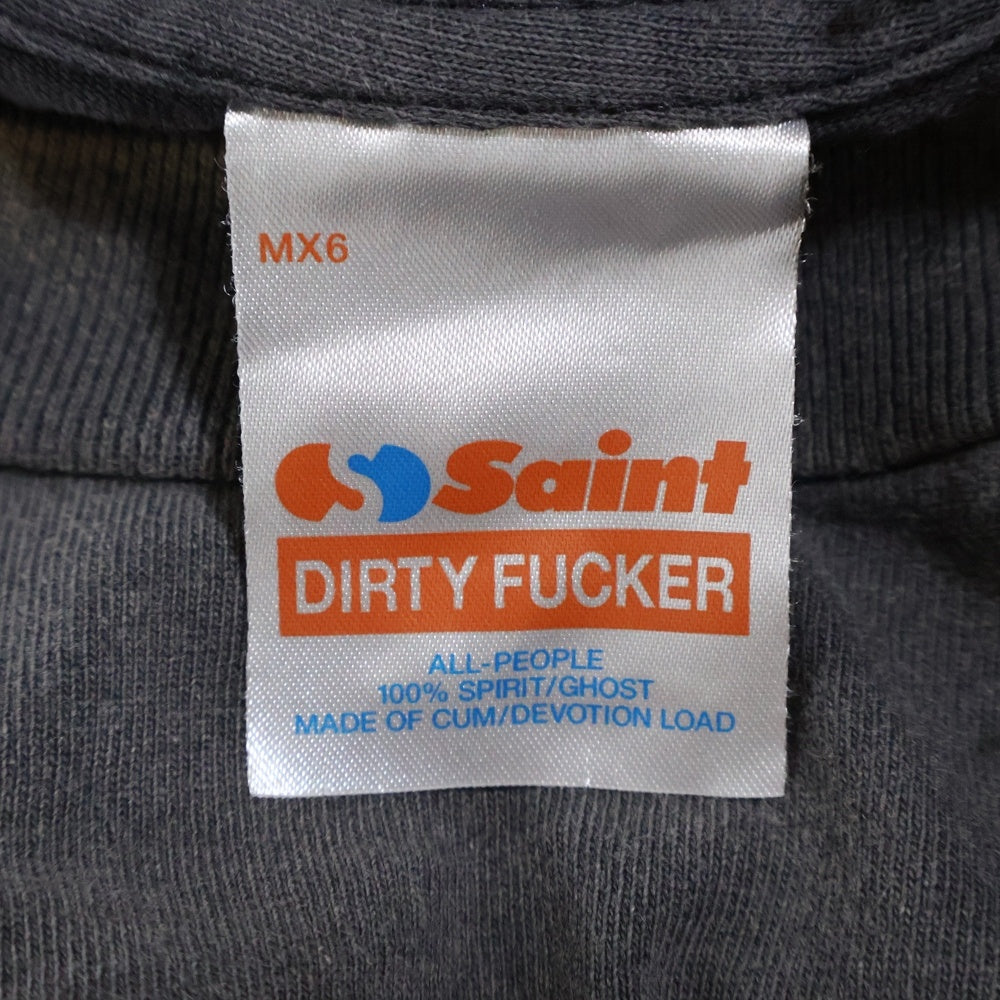 MX6
Saint
DIRTY FUCKER
ALL-PEOPLE
100% SPIRIT/GHOST
MADE OF CUM/DEVOTION LOAD